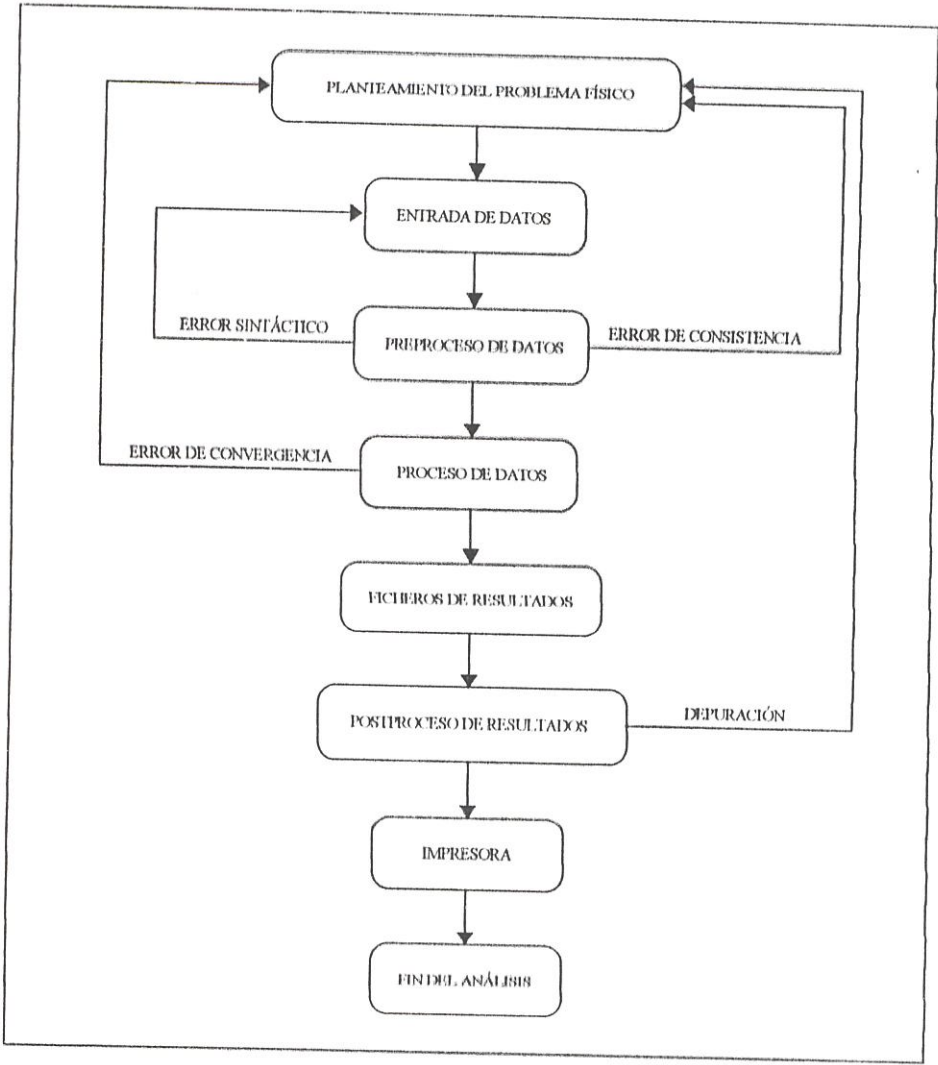 PLANTEAMIENTO DEL PROBLEMA FÍSICO
ENTRADA DE DATOS
ERROR SINTÁCTICO
PREPROCESO DE DATOS
ERROR DE CONSISTENCIA
ERROR DE CONVERGENCIA
PROCESO DE DATOS
FICHEROS DE RESULTADOS
POSTPROCESO DE RESULTADOS
DEPURACIÓN
IMPRESORA
FIN DEL ANÁLISIS